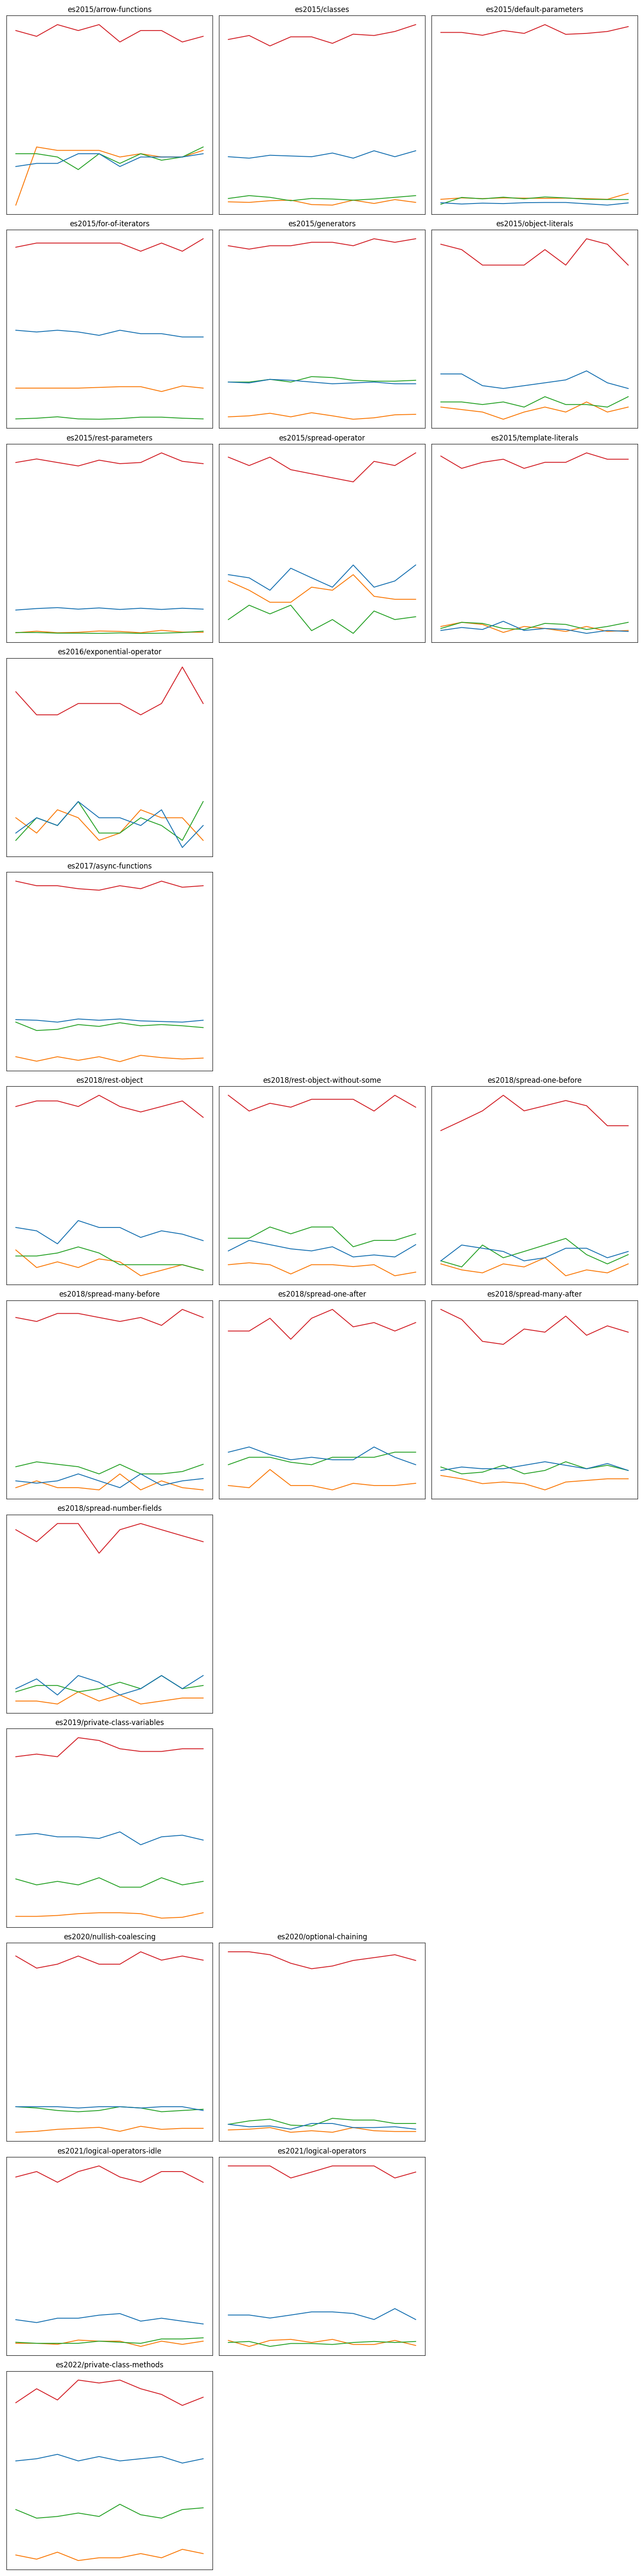 es2015/arrow-functions
es2015/classes
es2015/default-parameters
es2015/for-of-iterators
es2015/generators
es2015/object-literals
es2015/rest-parameters
es2015/spread-operator
es2015/template-literals
es2016/exponential-operator
es2017/async-functions
es2018/rest-object
es2018/rest-object-without-some
es2018/spread-one-before
es2018/spread-many-before
es2018/spread-one-after
es2018/spread-many-after
es2018/spread-number-fields
es2019/private-class-variables
es2020/nullish-coalescing
es2020/optional-chaining
es2021/logical-operators-idle
es2021/logical-operators
es2022/private-class-methods